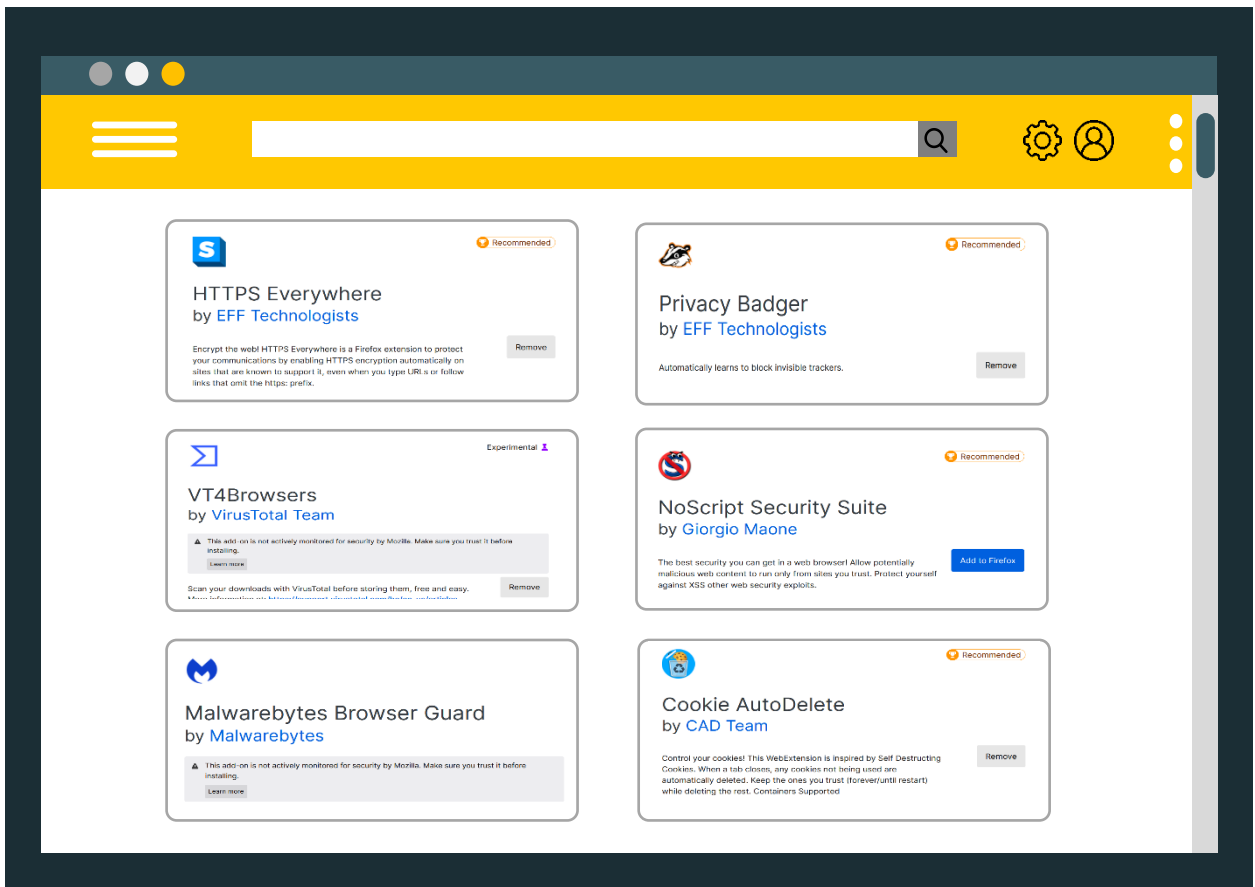 Recommended
HTTPS Everywhere
by EFF Technologists
Encrypt the web! HTTPS Everywhere is a Firefox extension to protect
your communications by enabling HTTPS encryption automatically on
sites that are known to support it, even when you type URLs or follow
links that omit the https: prefix.
Remove
Recommended
Privacy Badger
by EFF Technologists
Automatically learns to block invisible trackers.
Remove
Experimental
VT4Browsers
by VirusTotal Team
This add-on is not actively monitored for security by Mozilla. Make sure you trust it before
installing.
Learn more
Scan your downloads with VirusTotal before storing them, free and easy.
Remove
Recommended
NoScript Security Suite
by Giorgio Maone
The best security you can get in a web browser! Allow potentially
malicious web content to run only from sites you trust. Protect yourself
against XSS other web security exploits.
Add to Firefox
Malwarebytes Browser Guard
by Malwarebytes
This add-on is not actively monitored for security by Mozilla. Make sure you trust it before
installing.
Learn more
Recommended
Cookie AutoDelete
by CAD Team
Control your cookies! This WebExtension is inspired by Self Destructing
Cookies. When a tab closes, any cookies not being used are
automatically deleted. Keep the ones you trust (forever/until restart)
while deleting the rest. Containers Supported
Remove